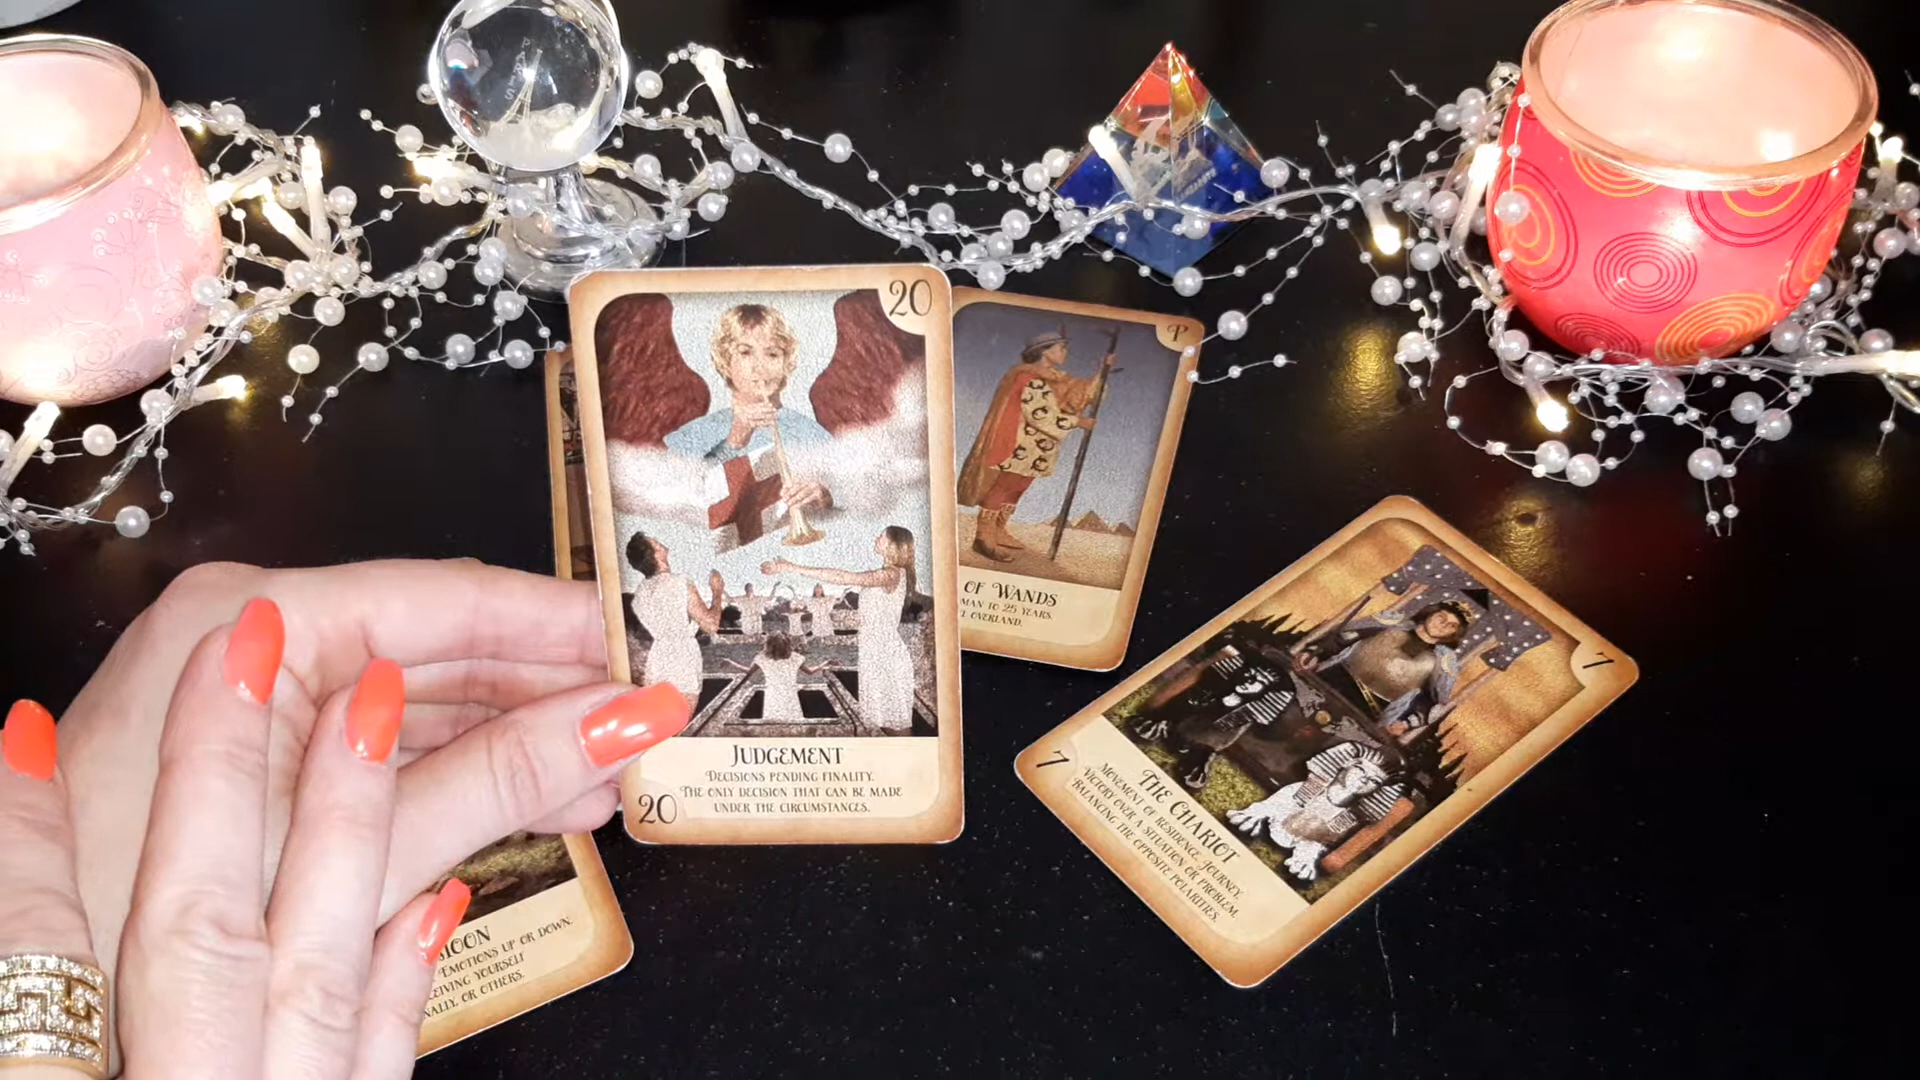 PARIS
20
JUDGEMENT
DECISIONS PENDING FINALITY.
THE ONLY DECISION THAT CAN BE MADE
UNDER THE CIRCUMSTANCES.
20
P
OF WANDS
MAN TO 25 YEARS.
OVERLAND.
7
7
THE CHARIOT
MOVEMENT OF RESIDENCE. JOURNEY,
VICTORY OVER A SITUATION OR PROBLEM.
BALANCING THE OPPOSITE POLARITIES.
MOON
EMOTIONS UP OR DOWN.
YOURSELF
OR OTHERS.